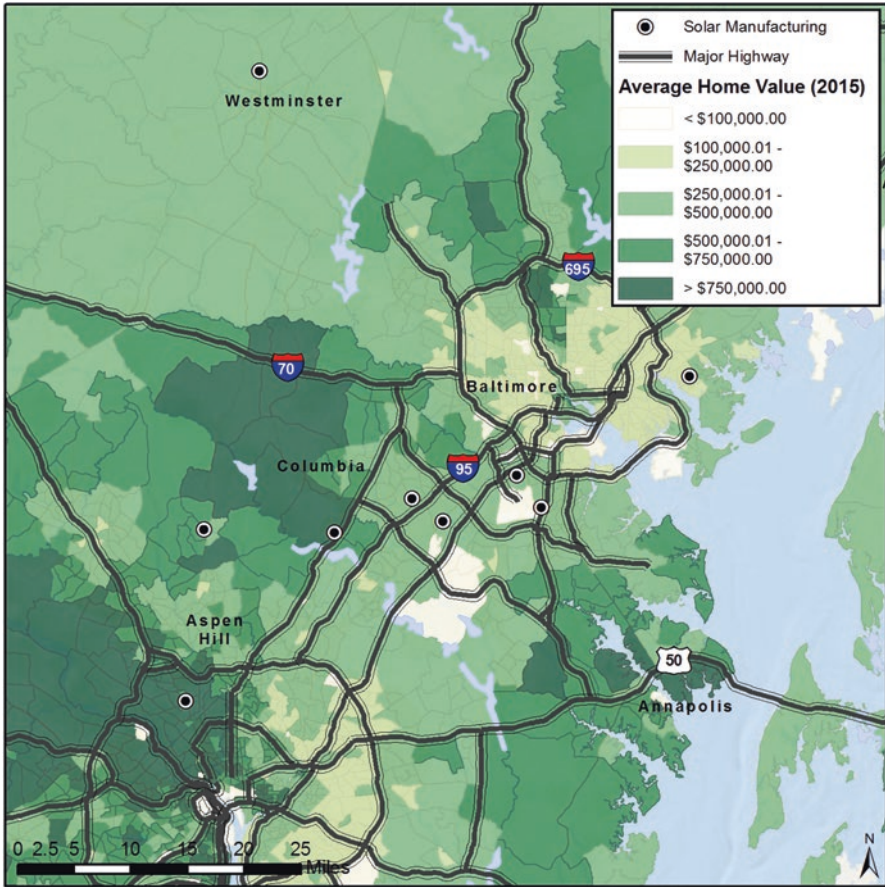 Solar Manufacturing
Major Highway
Average Home Value (2015)
< $100,000.00
$100,000.01 -
$250,000.00
$250,000.01 -
$500,000.00
$500,000.01 -
$750,000.00
> $750,000.00
Westminster
695
70
Baltimore
Columbia
95
Aspen
Hill
50
Annapolis
0 2.5 5 10 15 20 25
Miles
N